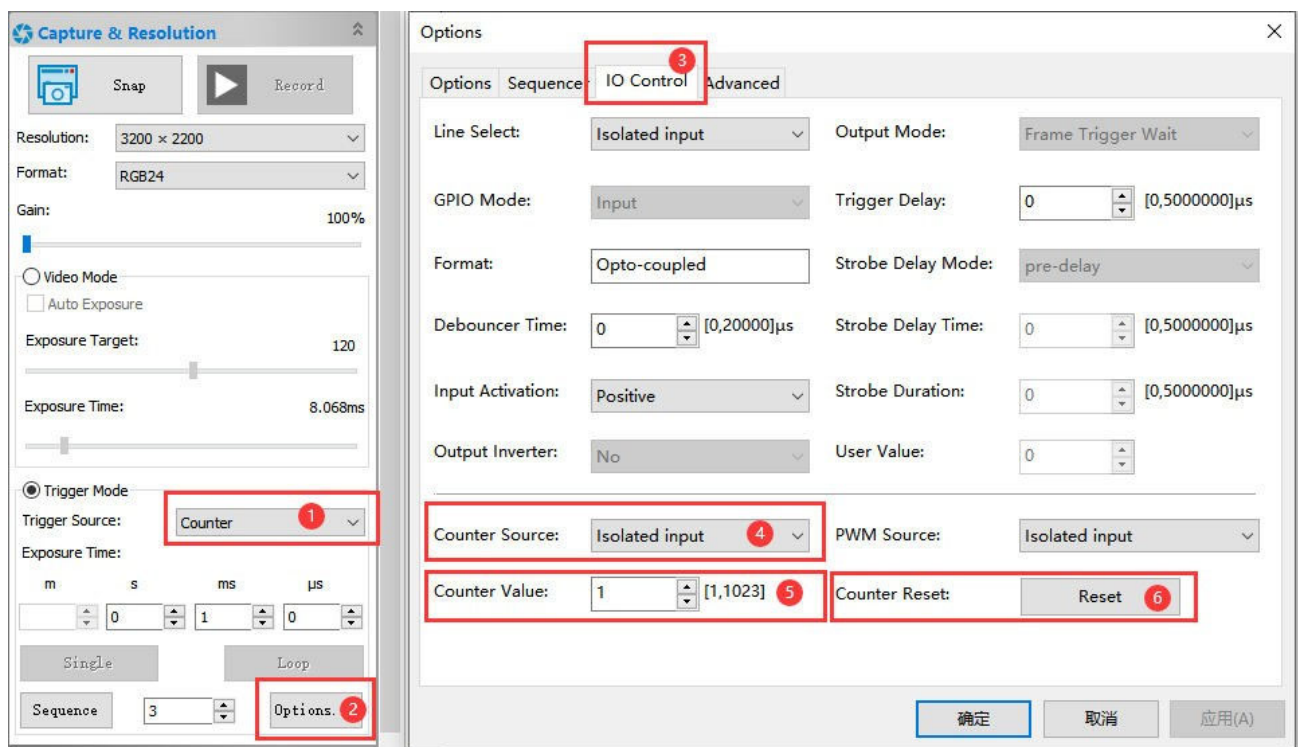 Capture & Resolution
Snap
Record
Resolution: 3200 × 2200
Format: RGB24
Gain: 100%
Video Mode
Auto Exposure
Exposure Target: 120
Exposure Time: 8.068ms
Trigger Mode
Trigger Source: Counter 1
Exposure Time:
m s ms µs
0 1 0
Single Loop
Sequence 3 Options. 2
Options
3
Options Sequencer IO Control Advanced
Line Select: Isolated input Output Mode: Frame Trigger Wait
GPIO Mode: Input Trigger Delay: 0 [0,5000000]µs
Format: Opto-coupled Strobe Delay Mode: pre-delay
Debouncer Time: 0 [0,20000]µs Strobe Delay Time: 0 [0,5000000]µs
Input Activation: Positive Strobe Duration: 0 [0,5000000]µs
Output Inverter: No User Value: 0
Counter Source: Isolated input 4 PWM Source: Isolated input
Counter Value: 1 [1,1023] 5 Counter Reset: Reset 6
确定 取消 应用(A)